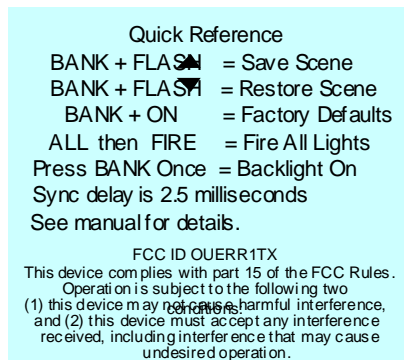 Quick Reference
BANK + FLASH ▲ = Save Scene
BANK + FLASH ▼ = Restore Scene
BANK + ON = Factory Defaults
ALL then FIRE = Fire All Lights
Press BANK Once = Backlight On
Sync delay is 2.5 milliseconds
See manual for details.
FCC ID OUERR1TX
This device complies with part 15 of the FCC Rules.
Operation is subject to the following two
conditions:
(1) this device may not cause harmful interference,
and (2) this device must accept any interference
received, including interference that may cause
undesired operation.